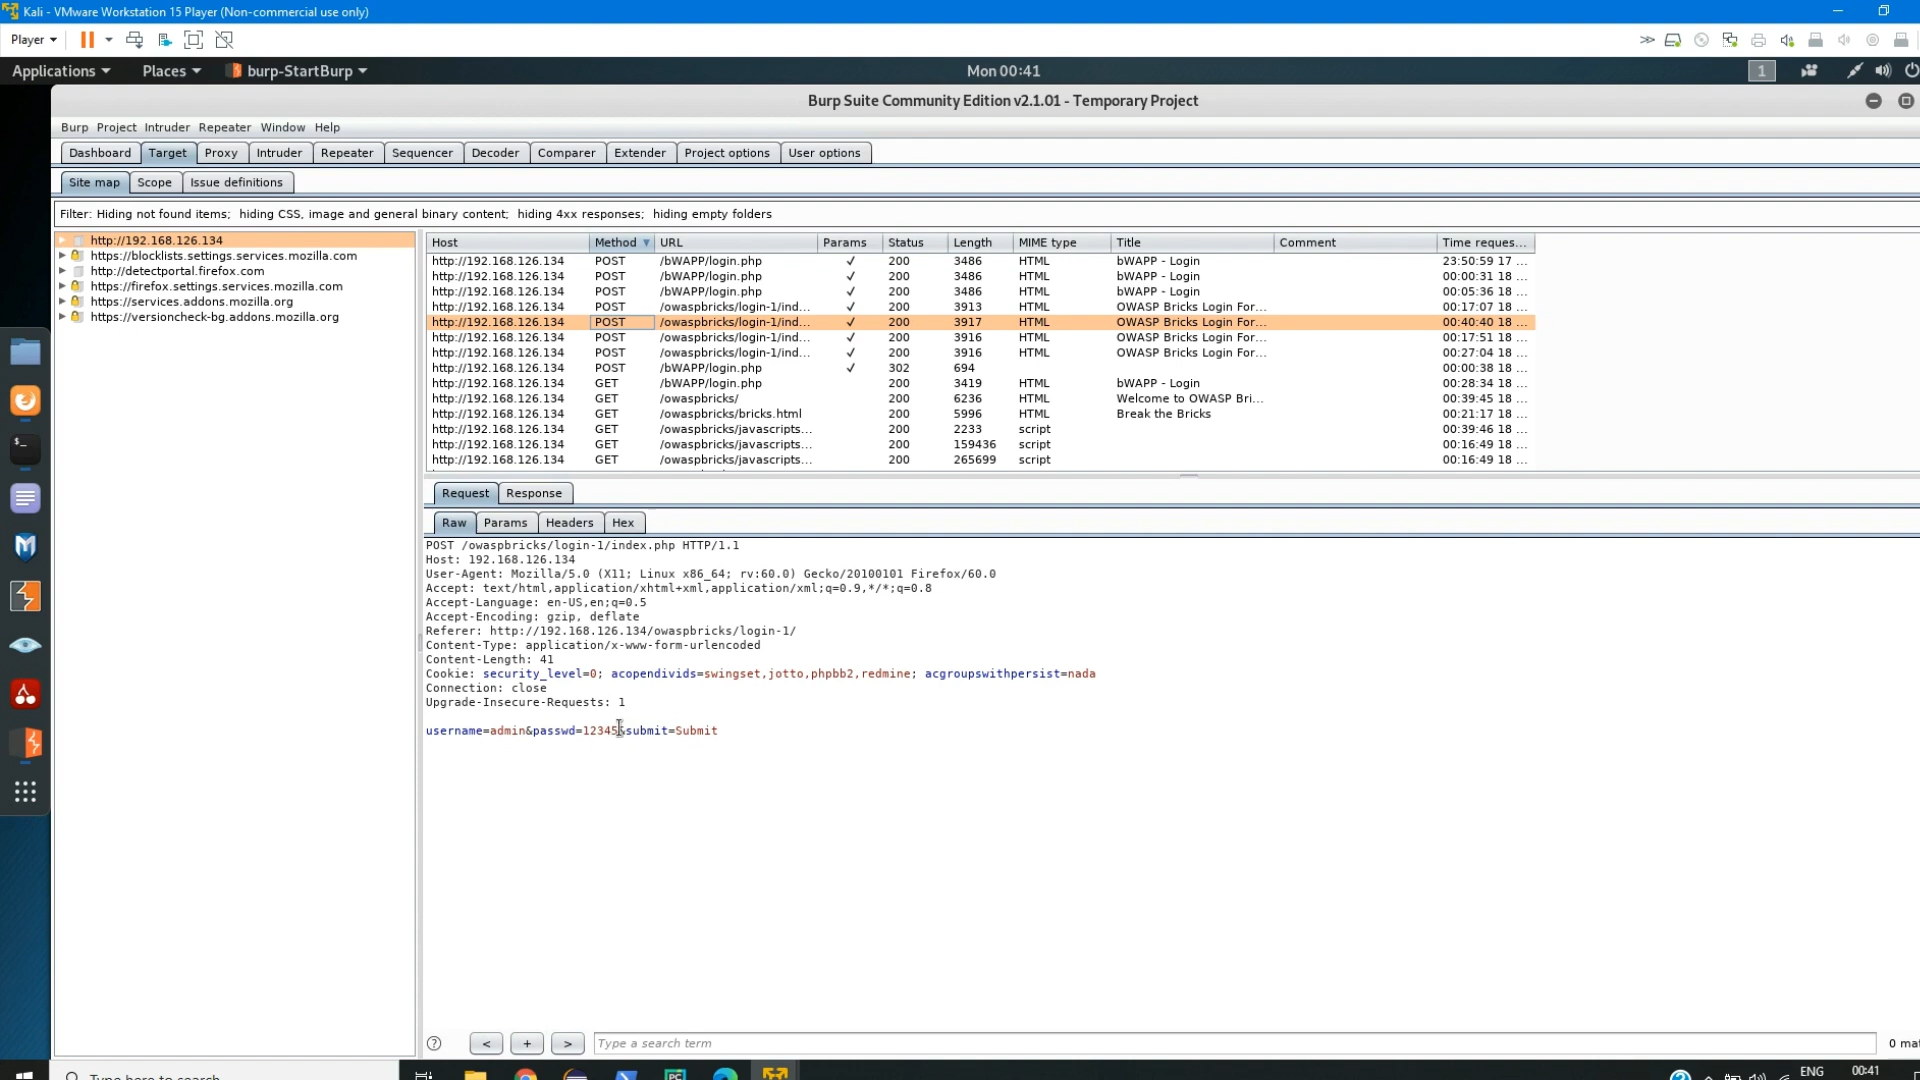 Kali - VMware Workstation 15 Player (Non-commercial use only)
Player
Applications Places burp-StartBurp Mon 00:41 1
Burp Suite Community Edition v2.1.01 - Temporary Project
Burp Project Intruder Repeater Window Help
Dashboard Target Proxy Intruder Repeater Sequencer Decoder Comparer Extender Project options User options
Site map Scope Issue definitions
Filter: Hiding not found items; hiding CSS, image and general binary content; hiding 4xx responses; hiding empty folders
http://192.168.126.134
https://blocklists.settings.services.mozilla.com
http://detectportal.firefox.com
https://firefox.settings.services.mozilla.com
https://services.addons.mozilla.org
https://versioncheck-bg.addons.mozilla.org
Host Method URL Params Status Length MIME type Title Comment Time reques...
http://192.168.126.134 POST /bWAPP/login.php ✓ 200 3486 HTML bWAPP - Login 23:50:59 17 ...
http://192.168.126.134 POST /bWAPP/login.php ✓ 200 3486 HTML bWAPP - Login 00:00:31 18 ...
http://192.168.126.134 POST /bWAPP/login.php ✓ 200 3486 HTML bWAPP - Login 00:05:36 18 ...
http://192.168.126.134 POST /owaspbricks/login-1/ind... ✓ 200 3913 HTML OWASP Bricks Login For... 00:17:07 18 ...
http://192.168.126.134 POST /owaspbricks/login-1/ind... ✓ 200 3917 HTML OWASP Bricks Login For... 00:40:40 18 ...
http://192.168.126.134 POST /owaspbricks/login-1/ind... ✓ 200 3916 HTML OWASP Bricks Login For... 00:17:51 18 ...
http://192.168.126.134 POST /owaspbricks/login-1/ind... ✓ 200 3916 HTML OWASP Bricks Login For... 00:27:04 18 ...
http://192.168.126.134 POST /bWAPP/login.php ✓ 302 694 00:00:38 18 ...
http://192.168.126.134 GET /bWAPP/login.php 200 3419 HTML bWAPP - Login 00:28:34 18 ...
http://192.168.126.134 GET /owaspbricks/ 200 6236 HTML Welcome to OWASP Bri... 00:39:45 18 ...
http://192.168.126.134 GET /owaspbricks/bricks.html 200 5996 HTML Break the Bricks 00:21:17 18 ...
http://192.168.126.134 GET /owaspbricks/javascripts... 200 2233 script 00:39:46 18 ...
http://192.168.126.134 GET /owaspbricks/javascripts... 200 159436 script 00:16:49 18 ...
http://192.168.126.134 GET /owaspbricks/javascripts... 200 265699 script 00:16:49 18 ...
Request Response
Raw Params Headers Hex
POST /owaspbricks/login-1/index.php HTTP/1.1
Host: 192.168.126.134
User-Agent: Mozilla/5.0 (X11; Linux x86_64; rv:60.0) Gecko/20100101 Firefox/60.0
Accept: text/html,application/xhtml+xml,application/xml;q=0.9,*/*;q=0.8
Accept-Language: en-US,en;q=0.5
Accept-Encoding: gzip, deflate
Referer: http://192.168.126.134/owaspbricks/login-1/
Content-Type: application/x-www-form-urlencoded
Content-Length: 41
Cookie: security_level=0; acopendivids=swingset,jotto,phpbb2,redmine; acgroupswithpersist=nada
Connection: close
Upgrade-Insecure-Requests: 1
username=admin&passwd=12345&submit=Submit
? < + > Type a search term 0 mat
Type here to search ENG 00:41